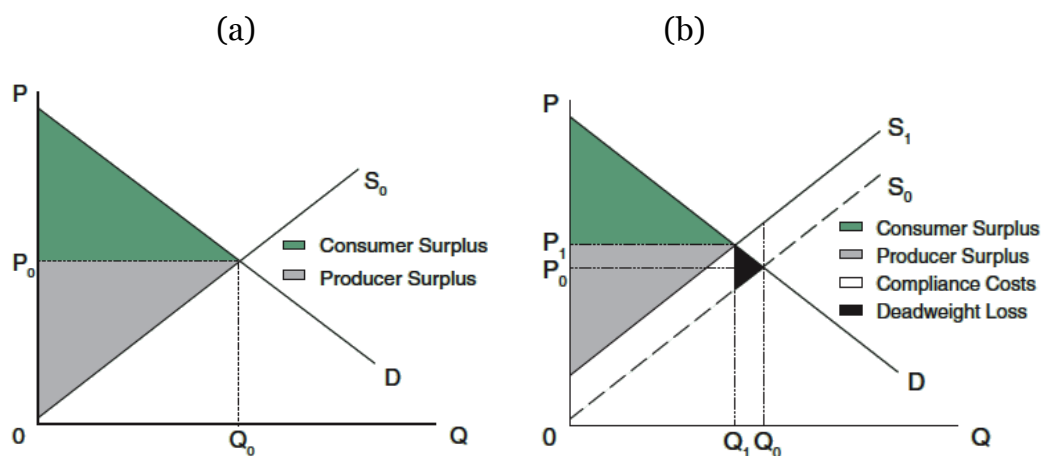 (a)
P
S₀
Consumer Surplus
P₀
Producer Surplus
D
0
Q₀
Q
(b)
P
S₁
S₀
Consumer Surplus
P₁
Producer Surplus
P₀
Compliance Costs
Deadweight Loss
D
0
Q₁ Q₀
Q